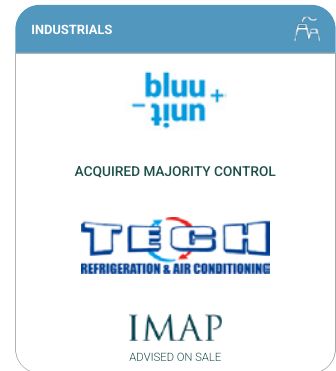 INDUSTRIALS
bluu +
- unit
ACQUIRED MAJORITY CONTROL
TECH
REFRIGERATION & AIR CONDITIONING
IMAP
ADVISED ON SALE